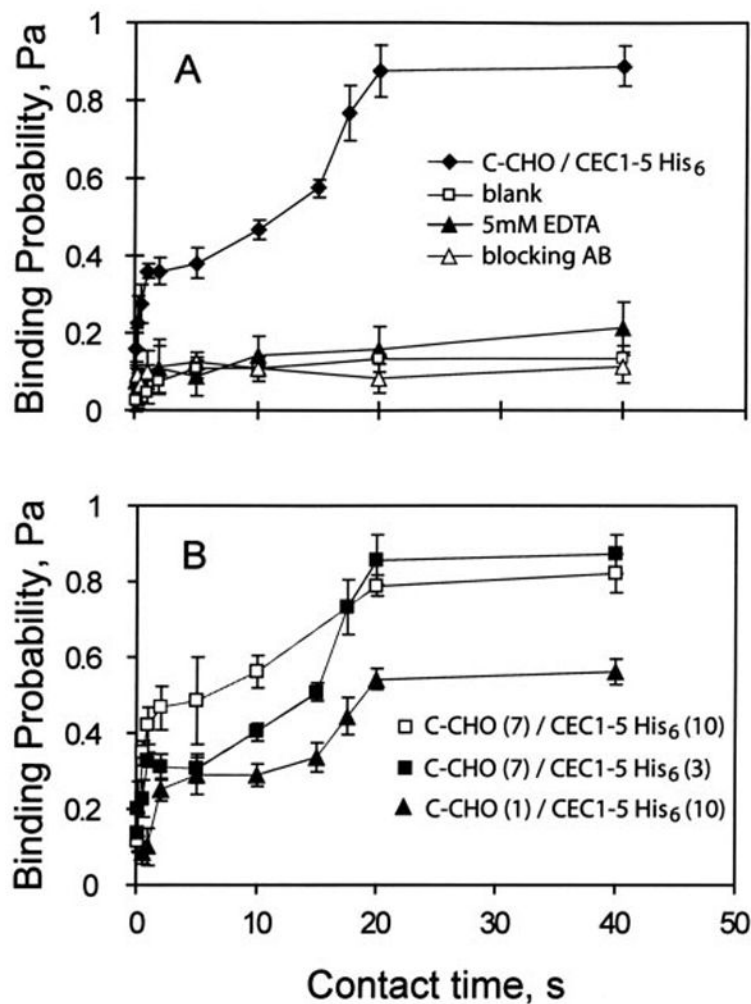 1
0.8
0.6
0.4
0.2
0
Binding Probability, Pa
A
C-CHO / CEC1-5 His₆
blank
5mM EDTA
blocking AB
1
0.8
0.6
0.4
0.2
0
Binding Probability, Pa
B
C-CHO (7) / CEC1-5 His₆ (10)
C-CHO (7) / CEC1-5 His₆ (3)
C-CHO (1) / CEC1-5 His₆ (10)
0 10 20 30 40 50
Contact time, s